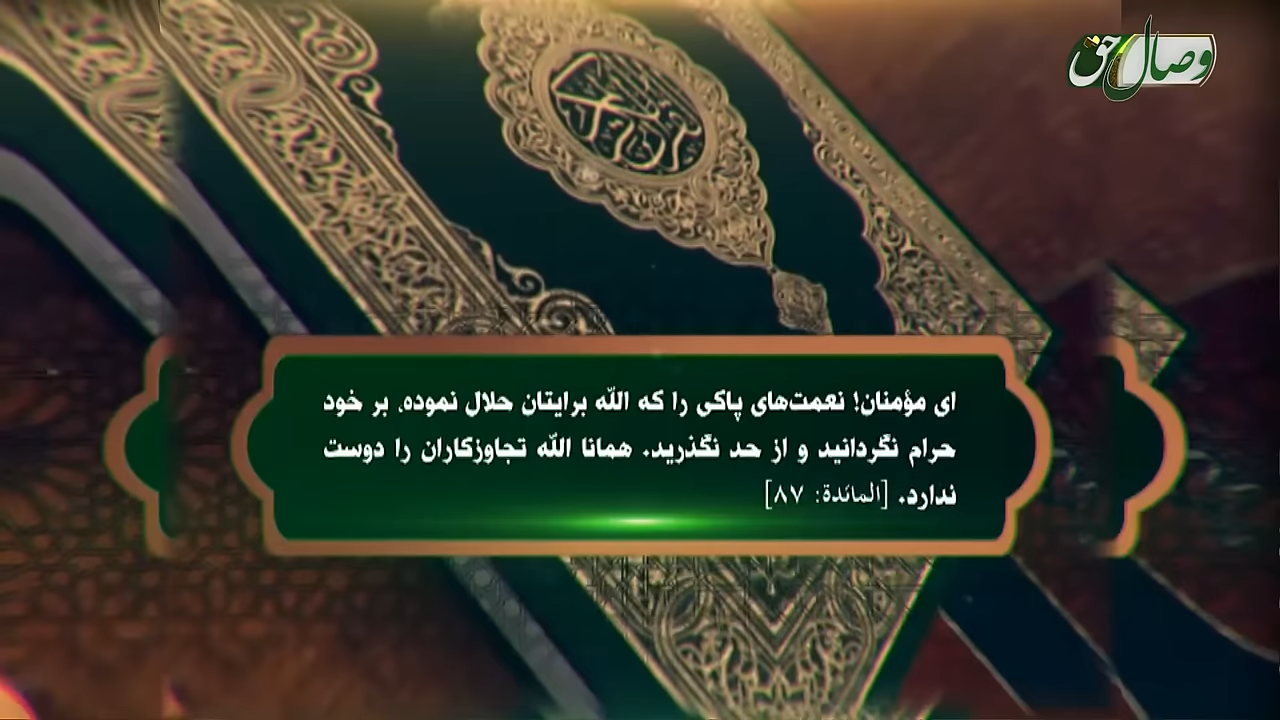 وصال حق
ای مؤمنان! نعمت‌های پاکی را که الله برایتان حلال نموده، بر خود
حرام نگردانید و از حد نگذرید. همانا الله تجاوزکاران را دوست
ندارد. [المائدة: ۸۷]